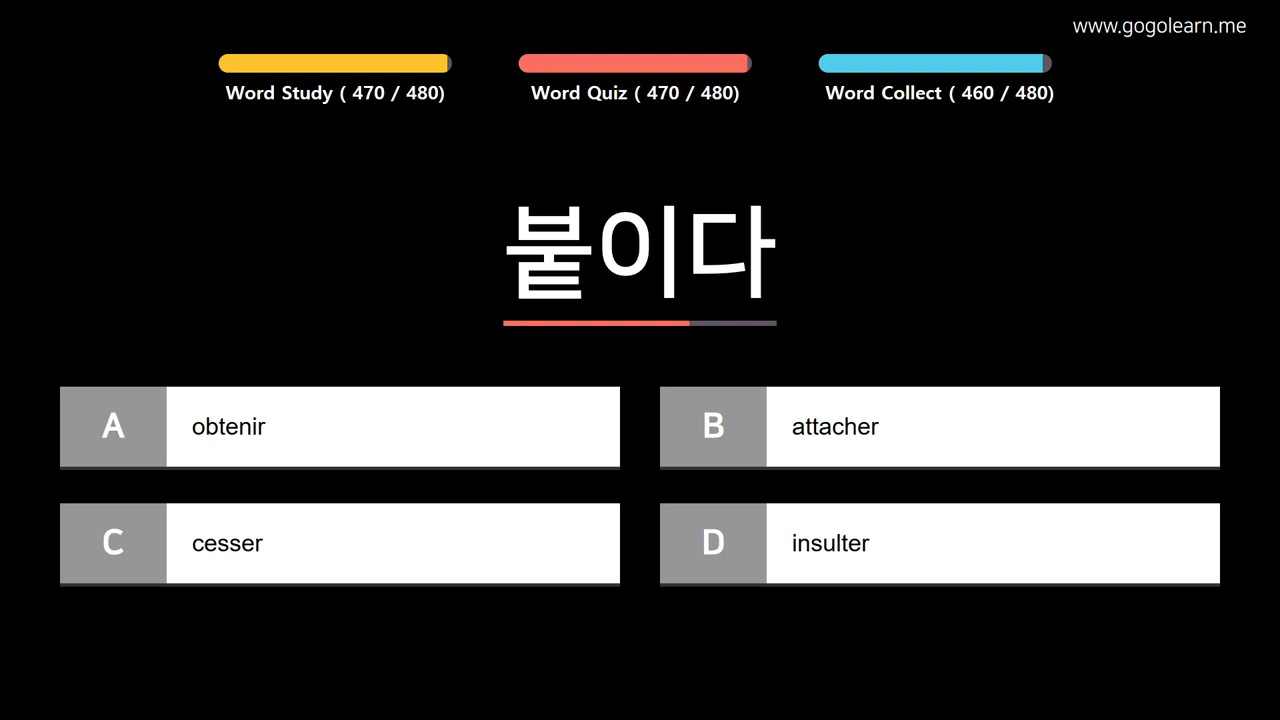 www.gogolearn.me
Word Study ( 470 / 480)
Word Quiz ( 470 / 480)
Word Collect ( 460 / 480)
붙이다
A obtenir
B attacher
C cesser
D insulter